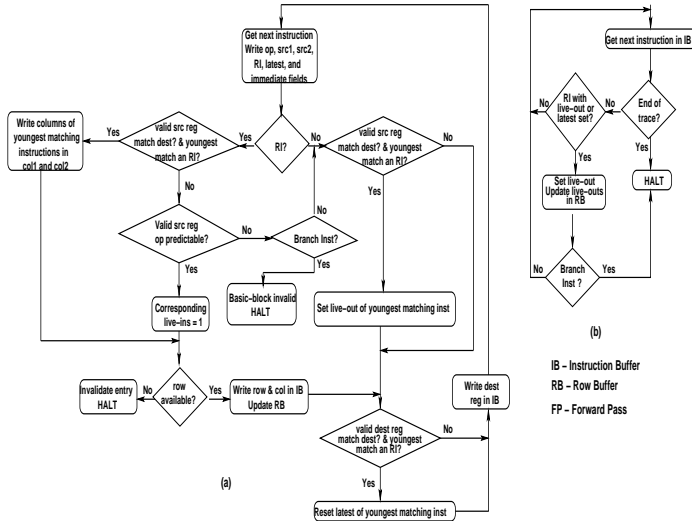 Get next instruction
Write op, src1, src2,
RI, latest, and
immediate fields
Write columns of
youngest matching
instructions in
col1 and col2
Yes
valid src reg
match dest? & youngest
match an RI?
Yes
RI?
No
valid src reg
match dest? & youngest
match an RI?
No
No
Yes
Valid src reg
op predictable?
No
Branch Inst?
No
Yes
Yes
Corresponding
live-ins = 1
Basic-block invalid
HALT
Set live-out of youngest matching inst
Invalidate entry
HALT
No
row
available?
Yes
Write row & col in IB
Update RB
Write dest
reg in IB
valid dest reg
match dest? & youngest
match an RI?
No
Yes
Reset latest of youngest matching inst
(a)
Get next instruction in IB
No
RI with
live-out or
latest set?
No
End of
trace?
Yes
Yes
Set live-out
Update live-outs
in RB
HALT
No
Branch
Inst ?
Yes
(b)
IB - Instruction Buffer
RB - Row Buffer
FP - Forward Pass